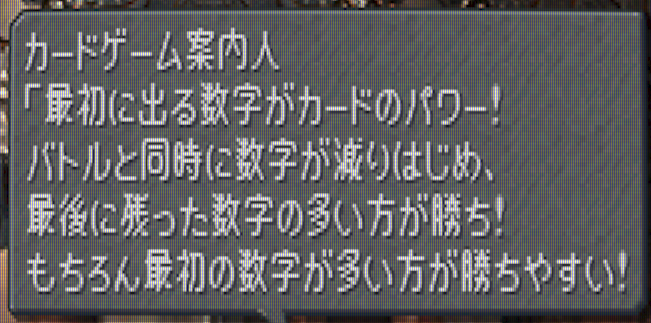 カードゲーム案内人
「最初に出る数字がカードのパワー!
バトルと同時に数字が減りはじめ、
最後に残った数字の多い方が勝ち!
もちろん最初の数字が多い方が勝ちやすい!